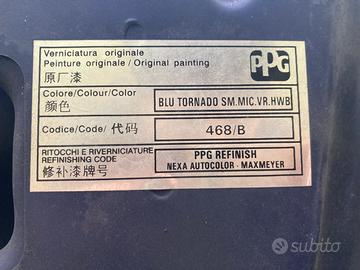 Verniciatura originale
Peinture originale / Original painting
原厂漆
PPG
Colore/Colour/Color/
颜色
BLU TORNADO SM.MIC.VR.HWB
Codice/Code/代码
468/B
RITOCCHI E RIVERNICIATURE
REFINISHING CODE
修补漆牌号
PPG REFINISH
NEXA AUTOCOLOR - MAXMEYER
subito